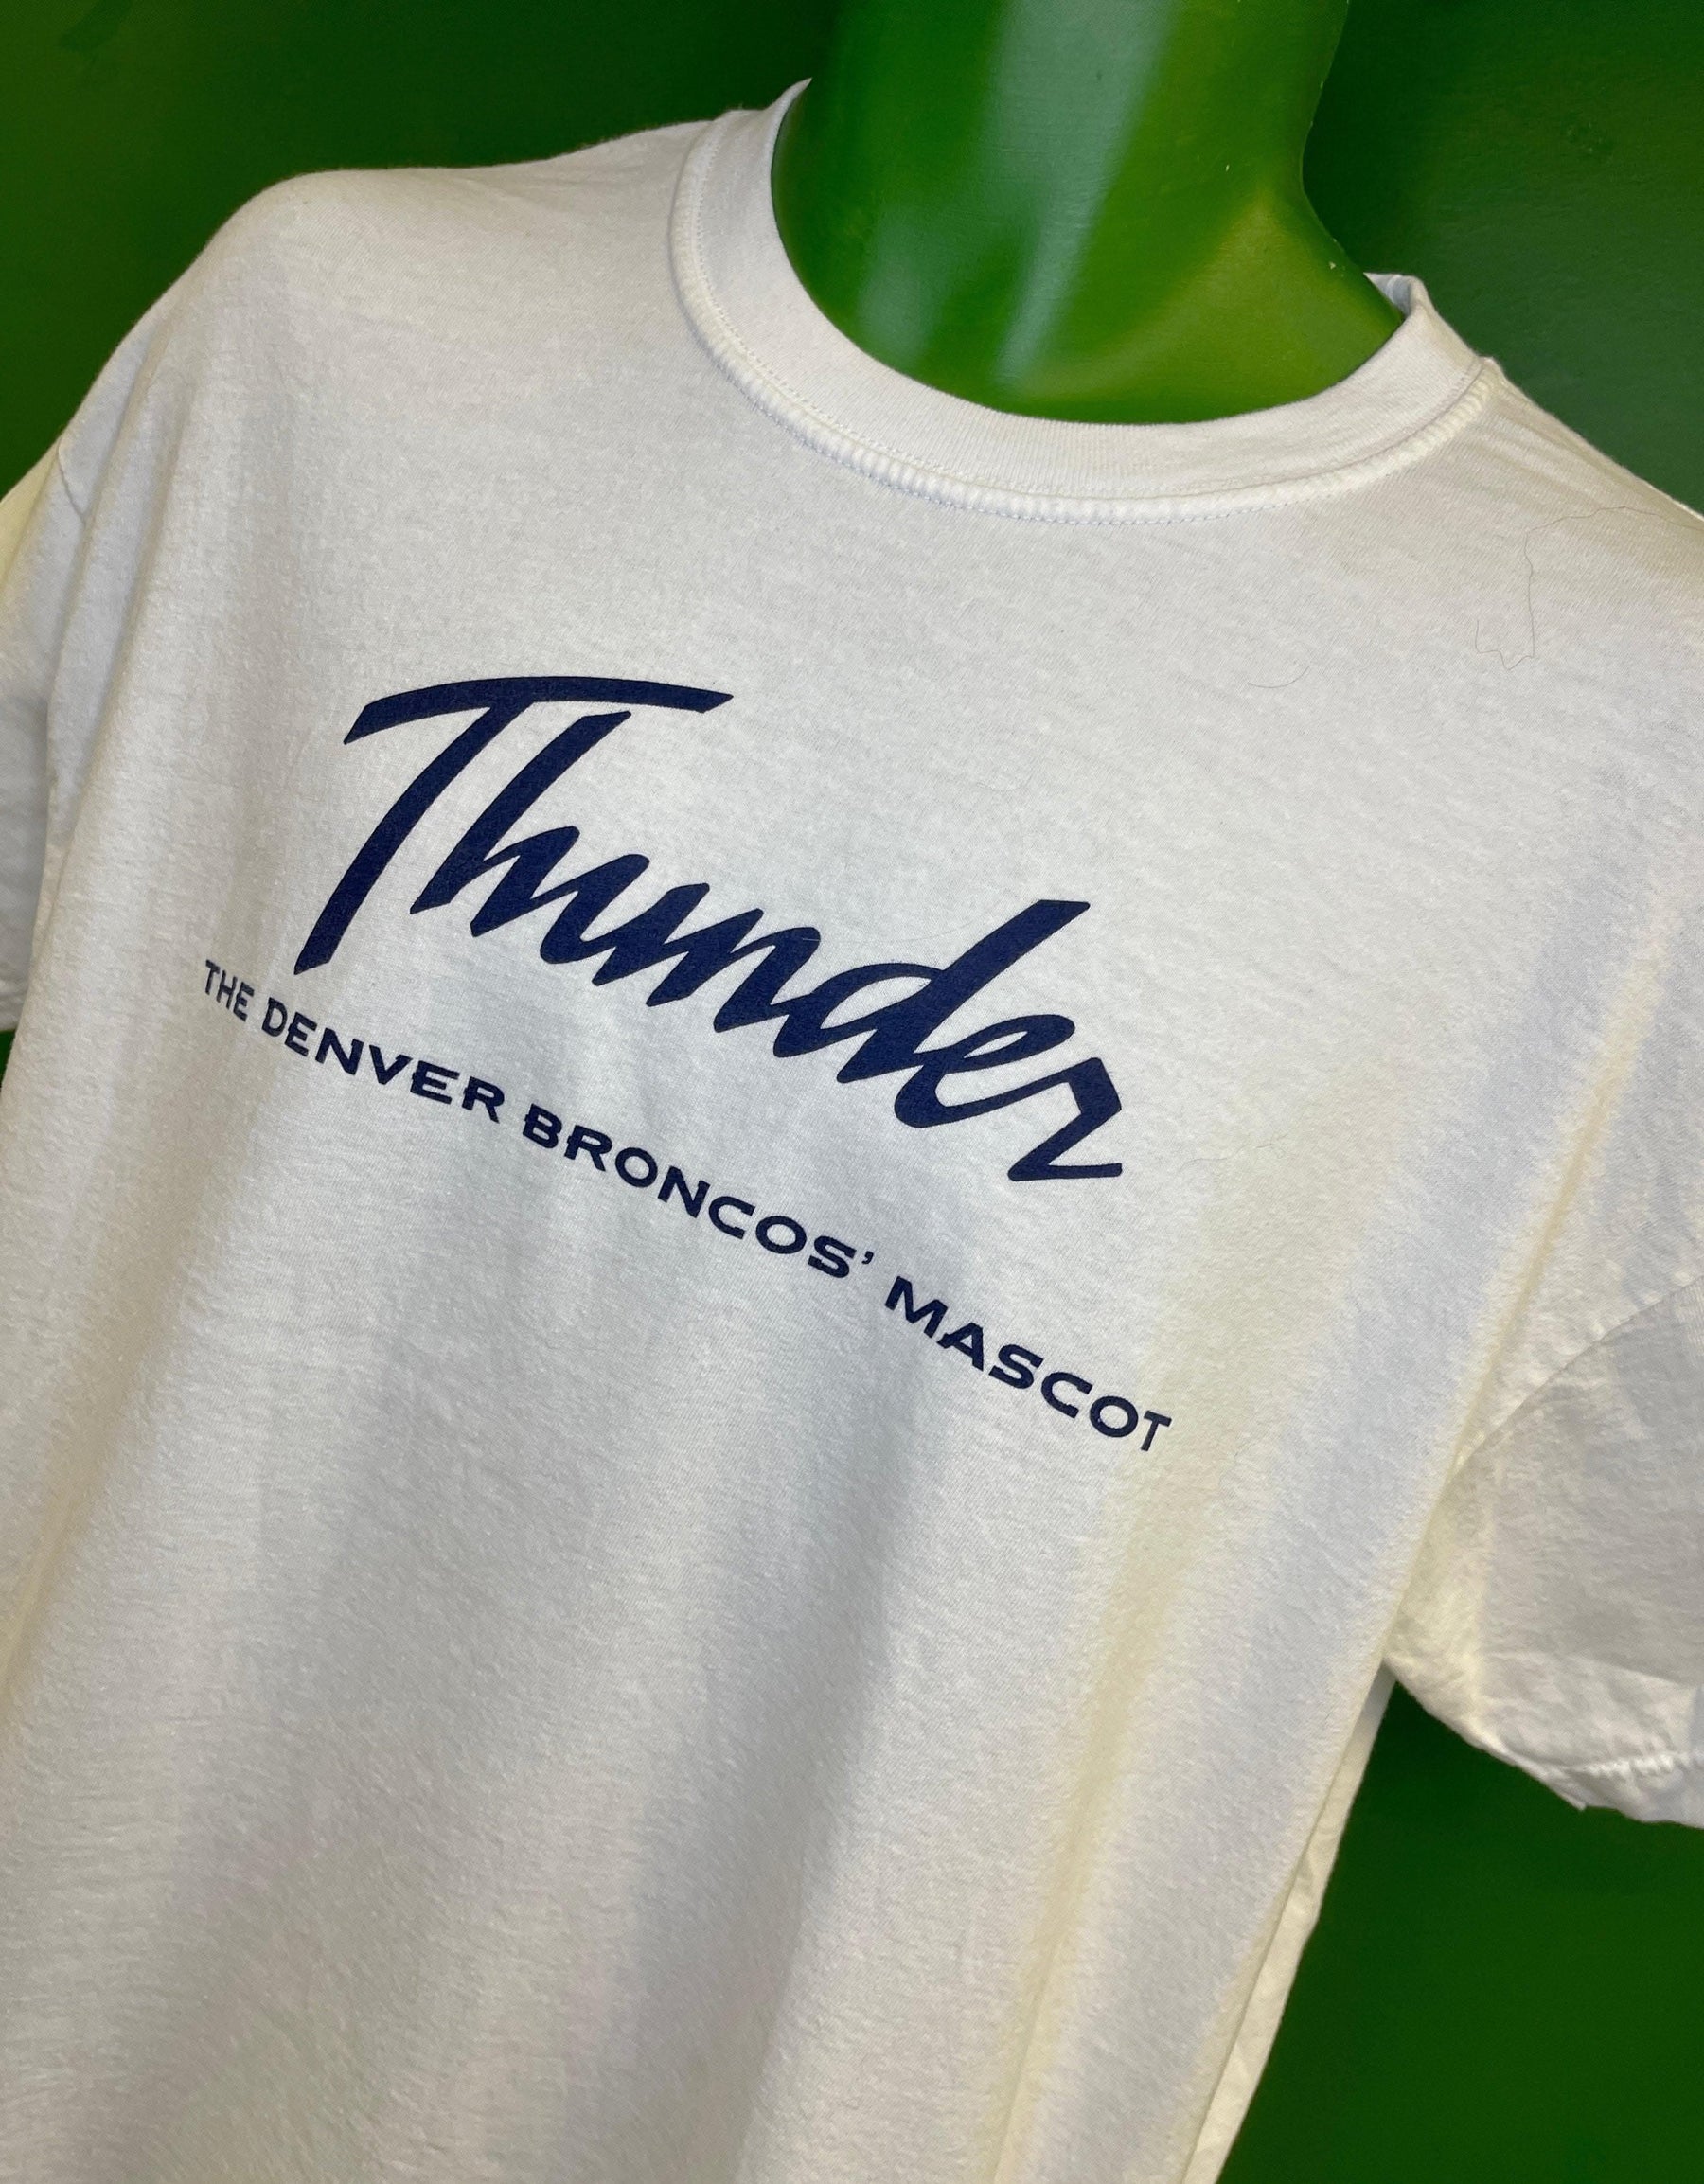 Thunder
THE DENVER BRONCOS' MASCOT